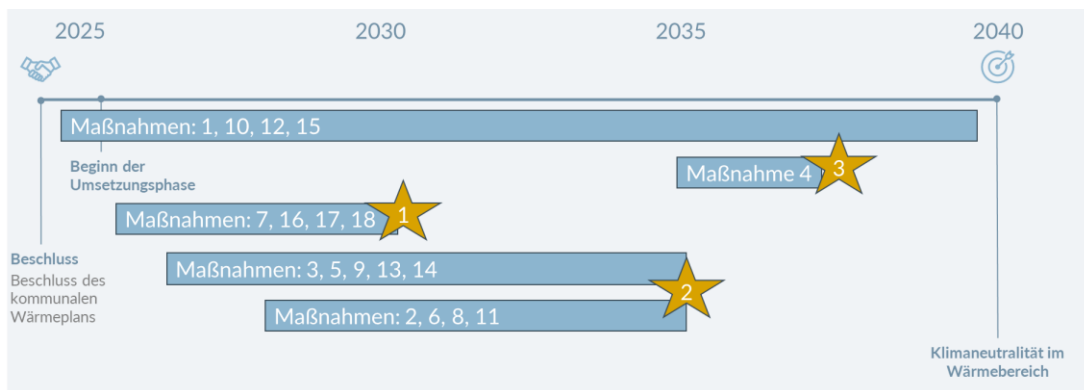 2025 2030 2035 2040
Maßnahmen: 1, 10, 12, 15
Beginn der
Umsetzungsphase
Maßnahme 4
3
Maßnahmen: 7, 16, 17, 18
1
Beschluss
Beschluss des
kommunalen
Wärmeplans
Maßnahmen: 3, 5, 9, 13, 14
2
Maßnahmen: 2, 6, 8, 11
Klimaneutralität im
Wärmebereich